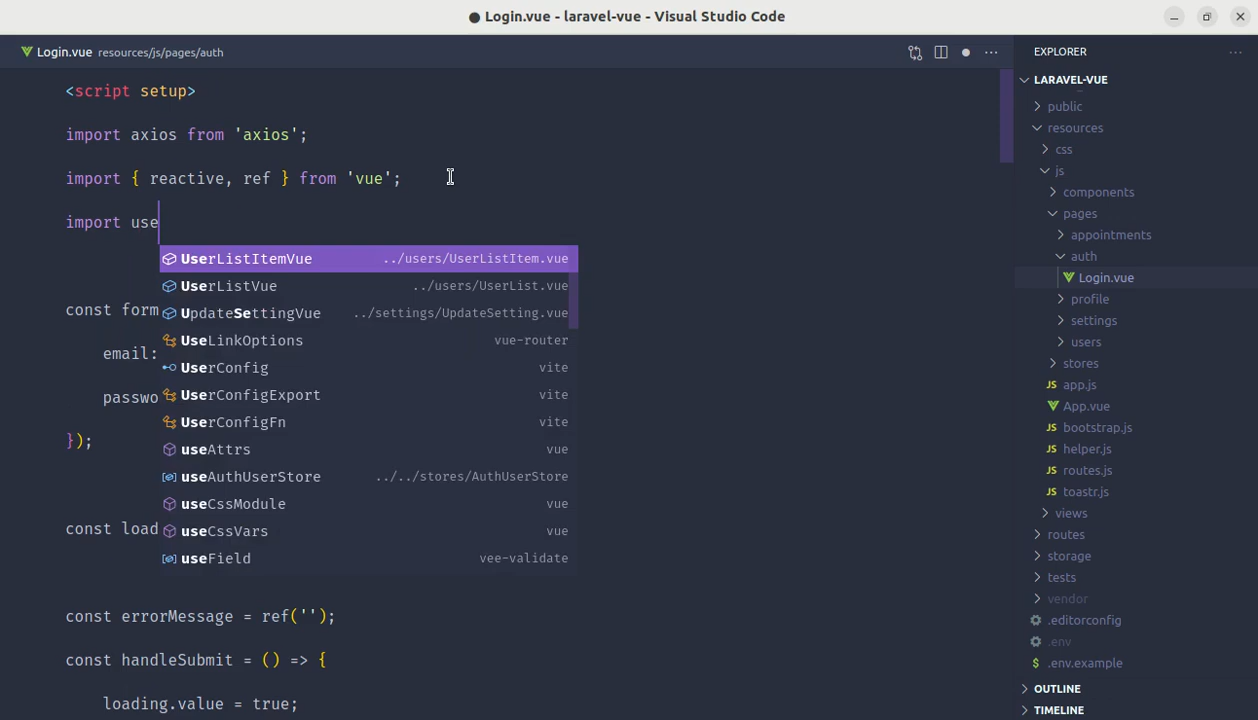 ● Login.vue - laravel-vue - Visual Studio Code
Login.vue resources/js/pages/auth
<script setup>
import axios from 'axios';
import { reactive, ref } from 'vue';
import use
UserListItemVue ../users/UserListItem.vue
UserListVue ../users/UserList.vue
UpdateSettingVue ../settings/UpdateSetting.vue
UseLinkOptions vue-router
UserConfig vite
UserConfigExport vite
UserConfigFn vite
useAttrs vue
useAuthUserStore ../../stores/AuthUserStore
useCssModule vue
useCssVars vue
useField vee-validate
const form
email:
passwo
});
const load
const errorMessage = ref('');
const handleSubmit = () => {
loading.value = true;
EXPLORER
LARAVEL-VUE
public
resources
css
js
components
pages
appointments
auth
Login.vue
profile
settings
users
stores
JS app.js
App.vue
JS bootstrap.js
JS helper.js
JS routes.js
JS toastr.js
views
routes
storage
tests
vendor
.editorconfig
.env
$ .env.example
OUTLINE
TIMELINE